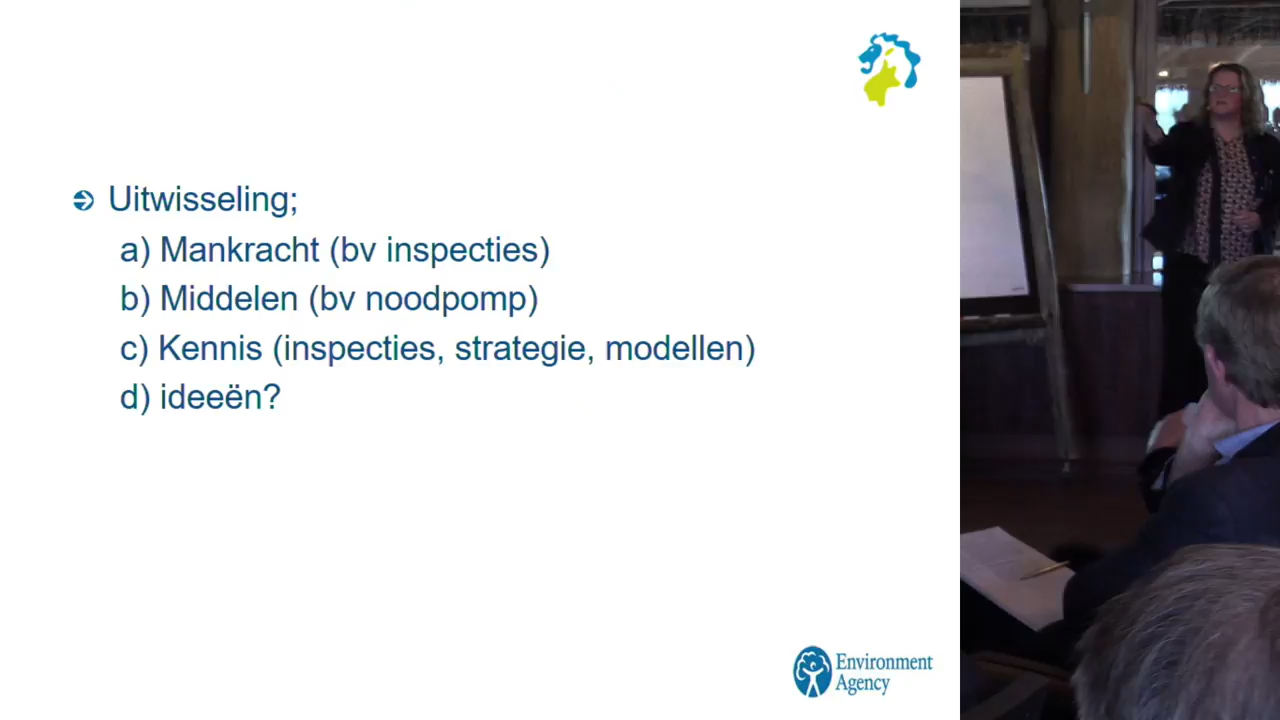 Uitwisseling;
a) Mankracht (bv inspecties)
b) Middelen (bv noodpomp)
c) Kennis (inspecties, strategie, modellen)
d) ideeën?
Environment
Agency